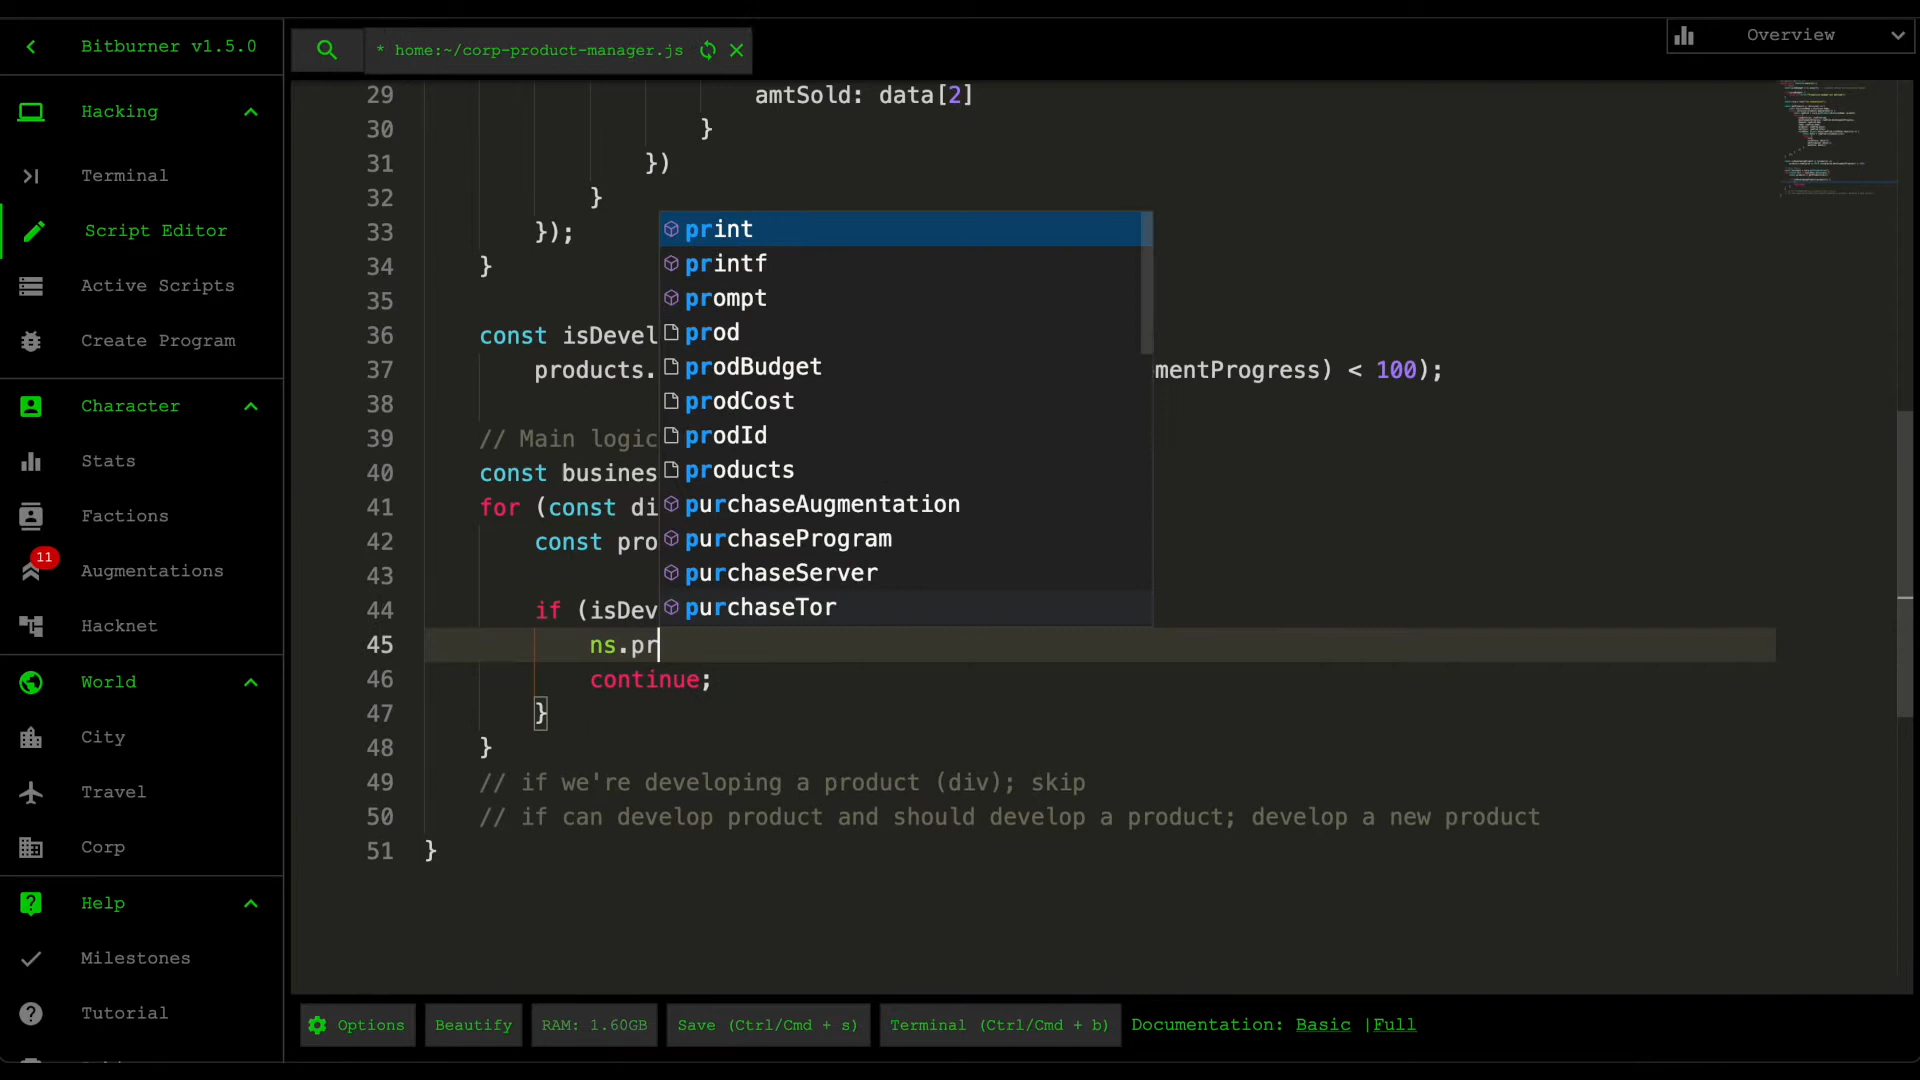 Bitburner v1.5.0
* home:~/corp-product-manager.js
Overview
Hacking
Terminal
Script Editor
Active Scripts
Create Program
Character
Stats
Factions
11
Augmentations
Hacknet
World
City
Travel
Corp
Help
Milestones
Tutorial
29 amtSold: data[2]
30 }
31 })
32 }
33 });
34 }
35
36 const isDevel
37 products. mentProgress) < 100);
38
39 // Main logic
40 const busines
41 for (const di
42 const pro
43
44 if (isDev
45 ns.pr
46 continue;
47 }
48 }
49 // if we're developing a product (div); skip
50 // if can develop product and should develop a product; develop a new product
51 }
print
printf
prompt
prod
prodBudget
prodCost
prodId
products
purchaseAugmentation
purchaseProgram
purchaseServer
purchaseTor
Options
Beautify
RAM: 1.60GB
Save (Ctrl/Cmd + s)
Terminal (Ctrl/Cmd + b)
Documentation: Basic |Full